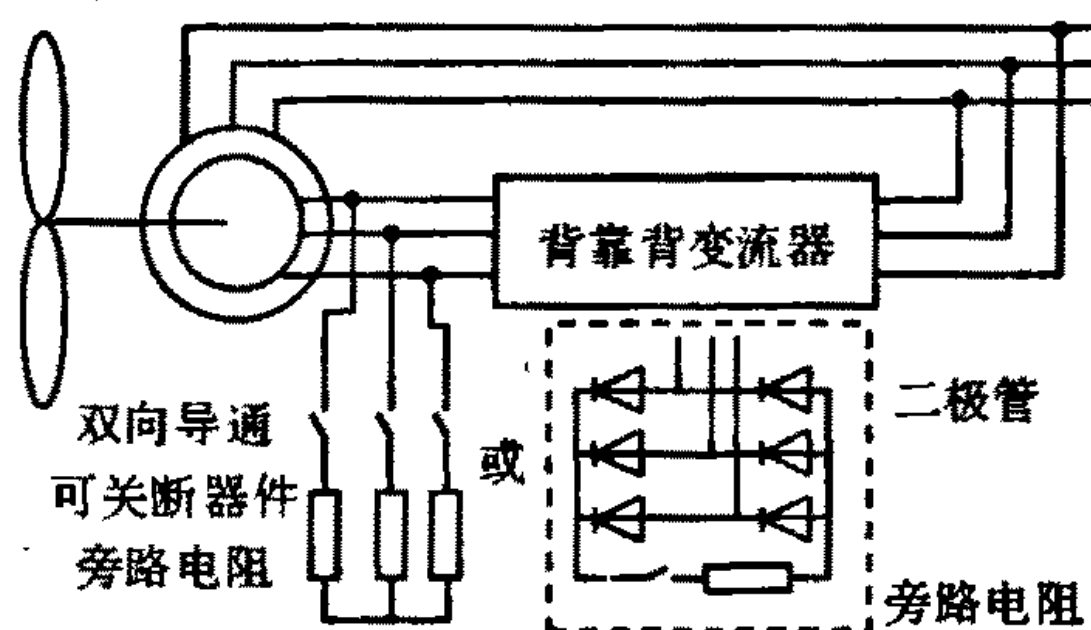 背靠背变流器
双向导通
可关断器件
旁路电阻
或
二极管
旁路电阻